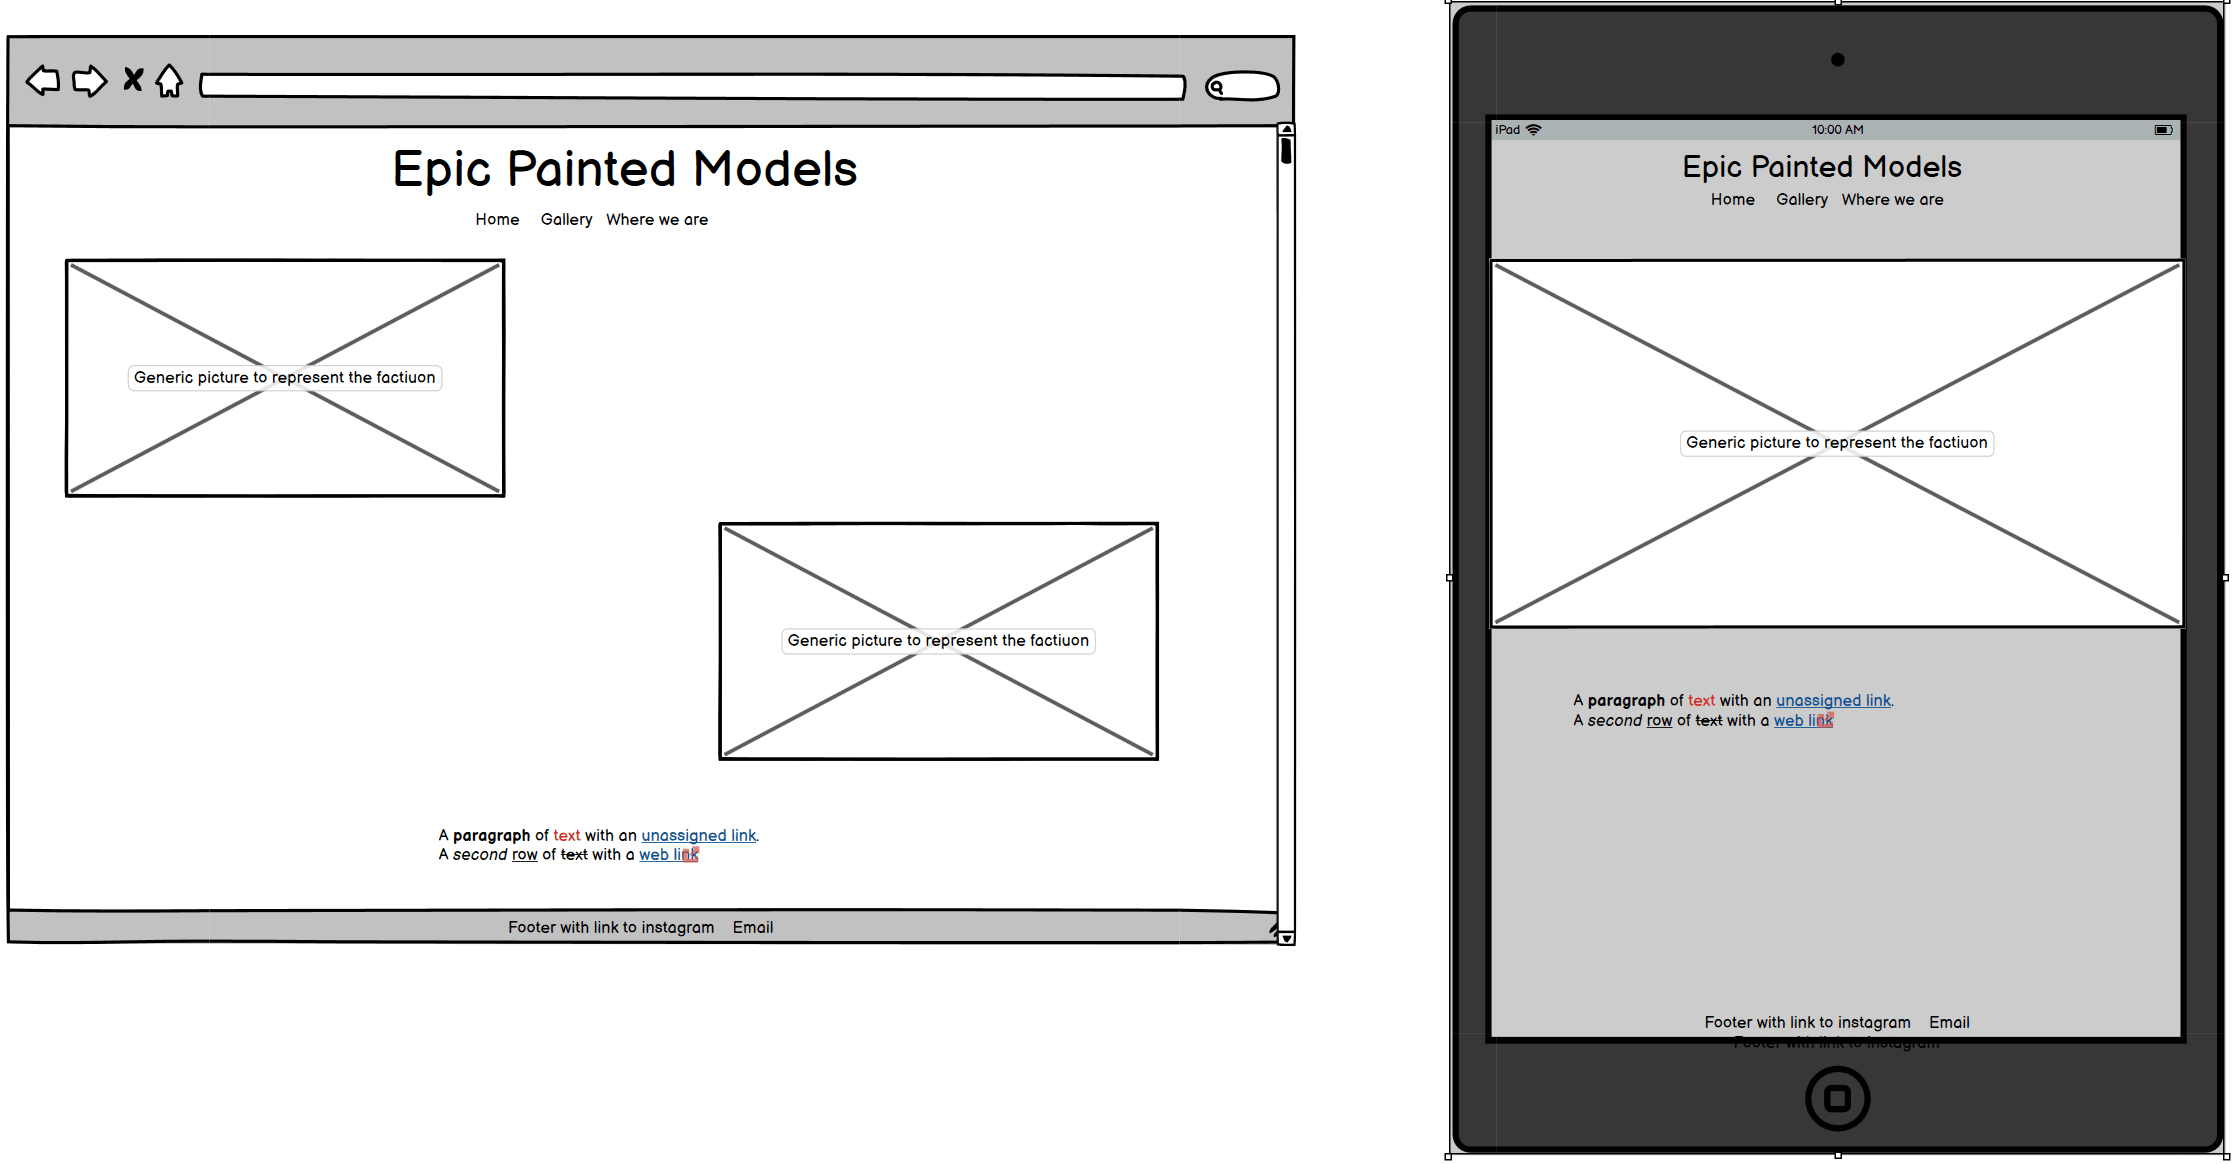 Epic Painted Models
Home Gallery Where we are
Generic picture to represent the factiuon
Generic picture to represent the factiuon
A paragraph of text with an unassigned link.
A second row of text with a web link
Footer with link to instagram Email
iPad 10:00 AM
Epic Painted Models
Home Gallery Where we are
Generic picture to represent the factiuon
A paragraph of text with an unassigned link.
A second row of text with a web link
Footer with link to instagram Email
Footer with link to instagram